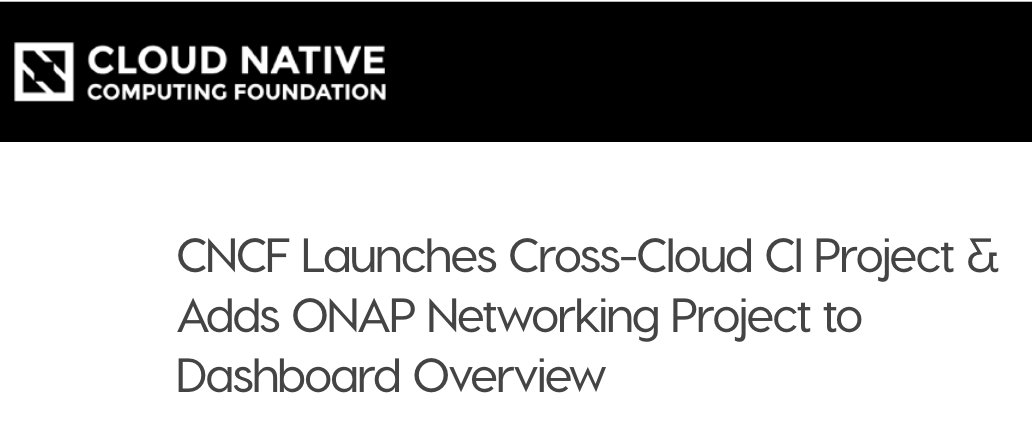 CLOUD NATIVE
COMPUTING FOUNDATION
CNCF Launches Cross-Cloud CI Project &
Adds ONAP Networking Project to
Dashboard Overview